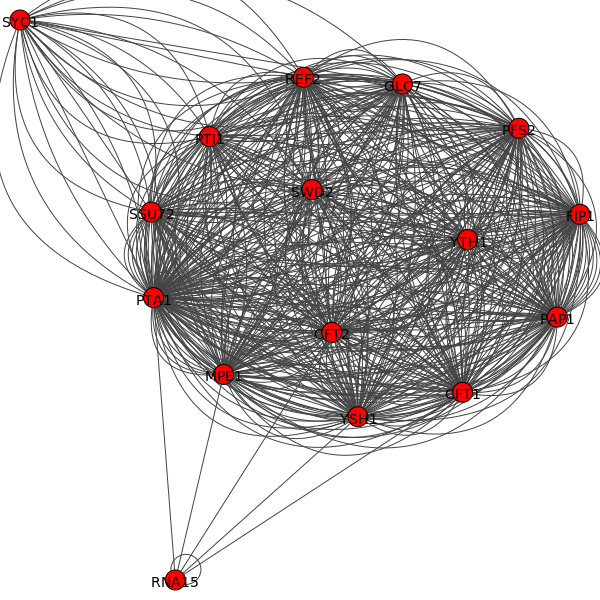 SYC1
REF2
GLC7
PFS2
PTI1
SWD2
SSU72
FIP1
YTH1
PTA1
PAP1
CFT2
MPE1
CFT1
YSH1
RNA15